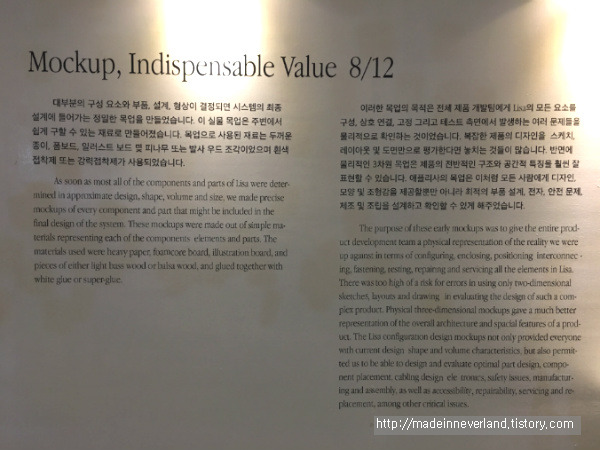 Mockup, Indispensable Value 8/12
대부분의 구성 요소와 부품, 설계, 형상이 결정되면 시스템의 최종
설계에 들어가는 정밀한 목업을 만들었습니다. 이 실물 목업은 주변에서
쉽게 구할 수 있는 재료로 만들어졌습니다. 목업으로 사용된 재료는 두꺼운
종이, 폼보드, 일러스트 보드 몇 피나무 또는 발사 우드 조각이었으며 흰색
접착제 또는 강력접착제가 사용되었습니다.
As soon as most all of the components and parts of Lisa were deter-
mined in approximate design, shape, volume and size, we made precise
mockups of every component and part that might be included in the
final design of the system. These mockups were made out of simple ma-
terials representing each of the components elements and parts. The
materials used were heavy paper, foamcore board, illustration board, and
pieces of either light bass wood or balsa wood, and glued together with
white glue or super-glue.
이러한 목업의 목적은 전체 제품 개발팀에게 Lisa의 모든 요소를
구성, 상호 연결, 고정 그리고 테스트 측면에서 발생하는 여러 문제들을
물리적으로 확인하는 것이었습니다. 복잡한 제품의 디자인을 스케치,
레이아웃 및 도면만으로 평가한다면 놓치는 것이 많습니다. 반면에
물리적인 3차원 목업은 제품의 전반적인 구조와 공간적 특징을 훨씬 잘
표현할 수 있습니다. 애플리사의 목업은 이처럼 모든 사람에게 디자인,
모양 및 조형감을 제공할뿐만 아니라 최적의 부품 설계, 전자, 안전 문제,
제조 및 조립을 설계하고 확인할 수 있게 해주었습니다.
The purpose of these early mockups was to give the entire prod-
uct development team a physical representation of the reality we were
up against in terms of configuring, enclosing, positioning interconnec -
ing, fastening, testing, repairing and servicing all the elements in Lisa.
There was too high of a risk for errors in using only two-dimensional
sketches, layouts and drawing in evaluating the design of such a com-
plex product. Physical three-dimensional mockups gave a much better
representation of the overall architecture and spatial features of a prod-
uct. The Lisa configuration design mockups not only provided everyone
with current design shape and volume characteristics, but also permit-
ted us to be able to design and evaluate optimal part design, compo-
nent placement, cabling design ele tronics, safety issues, manufactur-
ing and assembly, as well as accessibility, repairability, servicing and re-
placement, among other critical issues.
http://madeinneverland.tistory.com